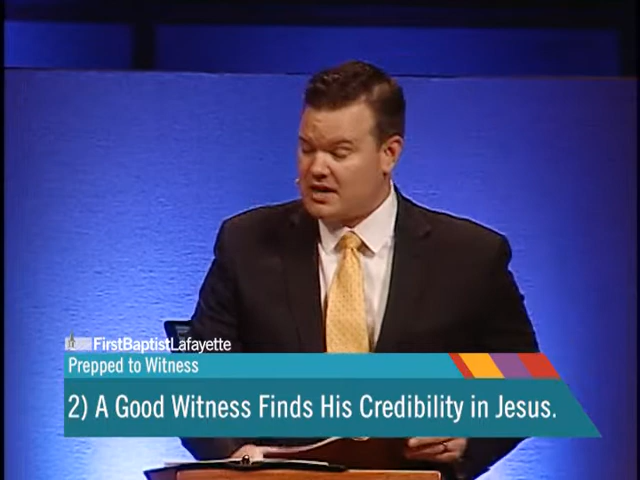 FirstBaptistLafayette
Prepped to Witness
2) A Good Witness Finds His Credibility in Jesus.